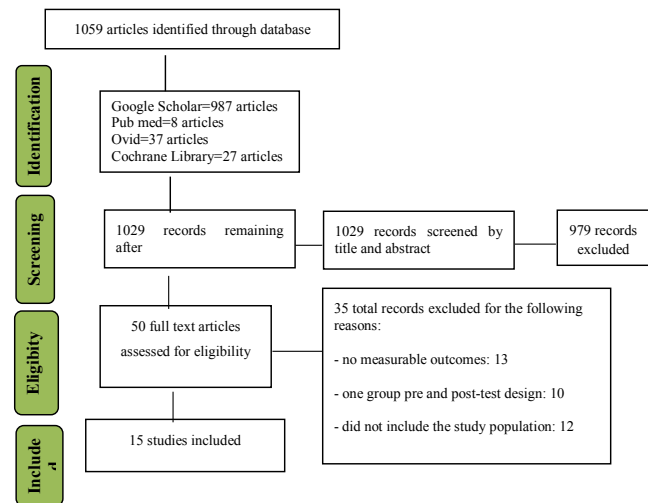 1059 articles identified through database
Identification
Google Scholar=987 articles
Pub med=8 articles
Ovid=37 articles
Cochrane Library=27 articles
Screening
1029 records remaining
after
1029 records screened by
title and abstract
979 records
excluded
Eligibity
50 full text articles
assessed for eligibility
35 total records excluded for the following
reasons:
- no measurable outcomes: 13
- one group pre and post-test design: 10
- did not include the study population: 12
Include
d
15 studies included